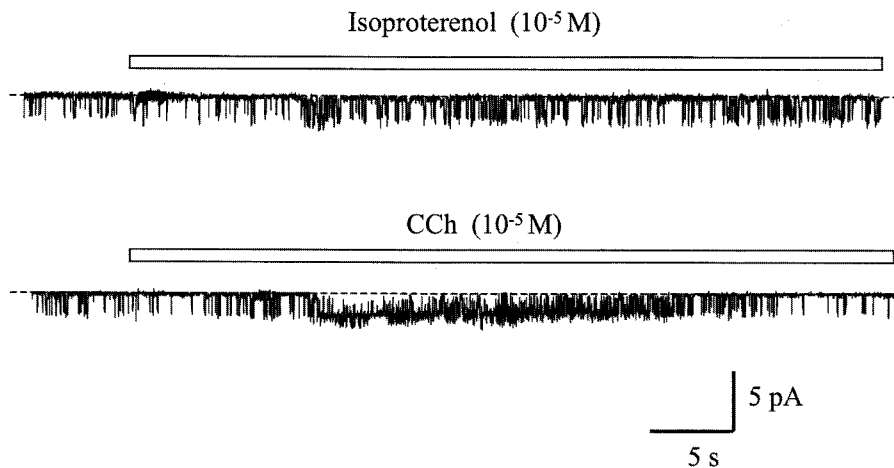 Isoproterenol (10⁻⁵ M)
CCh (10⁻⁵ M)
5 pA
5 s